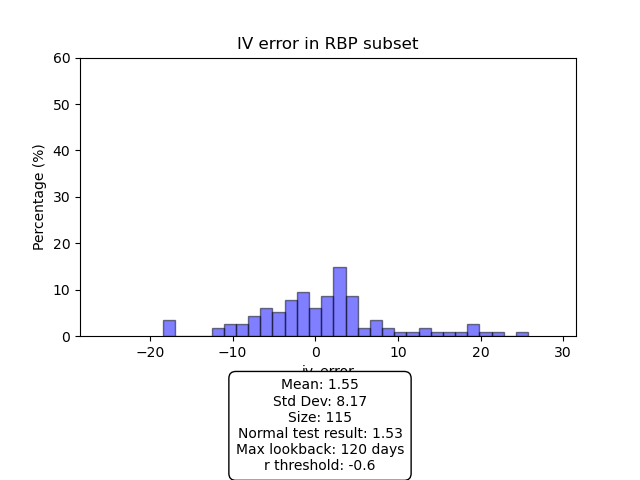 IV error in RBP subset
Percentage (%)
60
50
40
30
20
10
0
−20 −10 0 10 20 30
iv_error
Mean: 1.55
Std Dev: 8.17
Size: 115
Normal test result: 1.53
Max lookback: 120 days
r threshold: -0.6